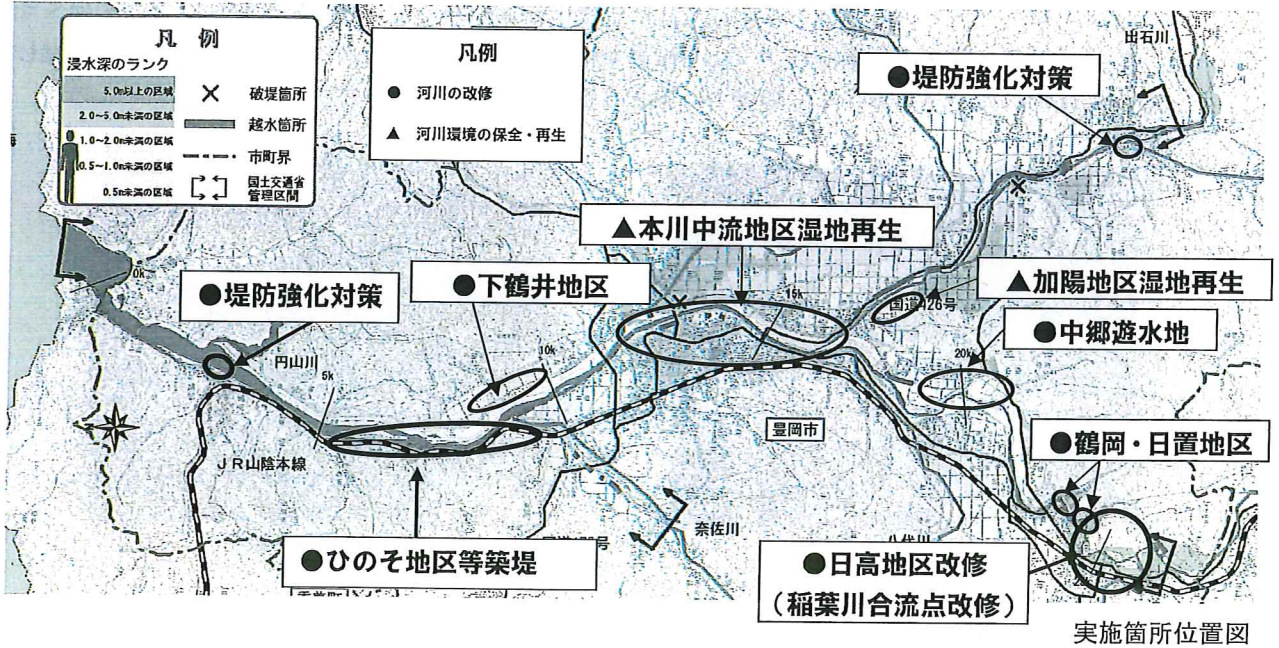 凡例
浸水深のランク
5.0m以上の区域
2.0~5.0m未満の区域
1.0~2.0m未満の区域
0.5~1.0m未満の区域
0.5m未満の区域
破堤箇所
越水箇所
市町界
国土交通省
管理区間
凡例
●河川の改修
▲河川環境の保全・再生
出石川
●堤防強化対策
▲本川中流地区湿地再生
●下鶴井地区
●堤防強化対策
▲加陽地区湿地再生
国道426号
●中郷遊水地
0k
円山川
5k
10k
15k
20k
豊岡市
●鶴岡・日置地区
JR山陰本線
奈佐川
八代川
●ひのそ地区等築堤
●日高地区改修
(稲葉川合流点改修)
実施箇所位置図